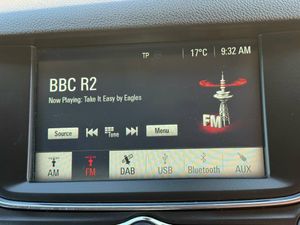 TP 17°C 9:32 AM
BBC R2
Now Playing: Take It Easy by Eagles
FM
Source Tune Menu
AM FM DAB USB Bluetooth AUX